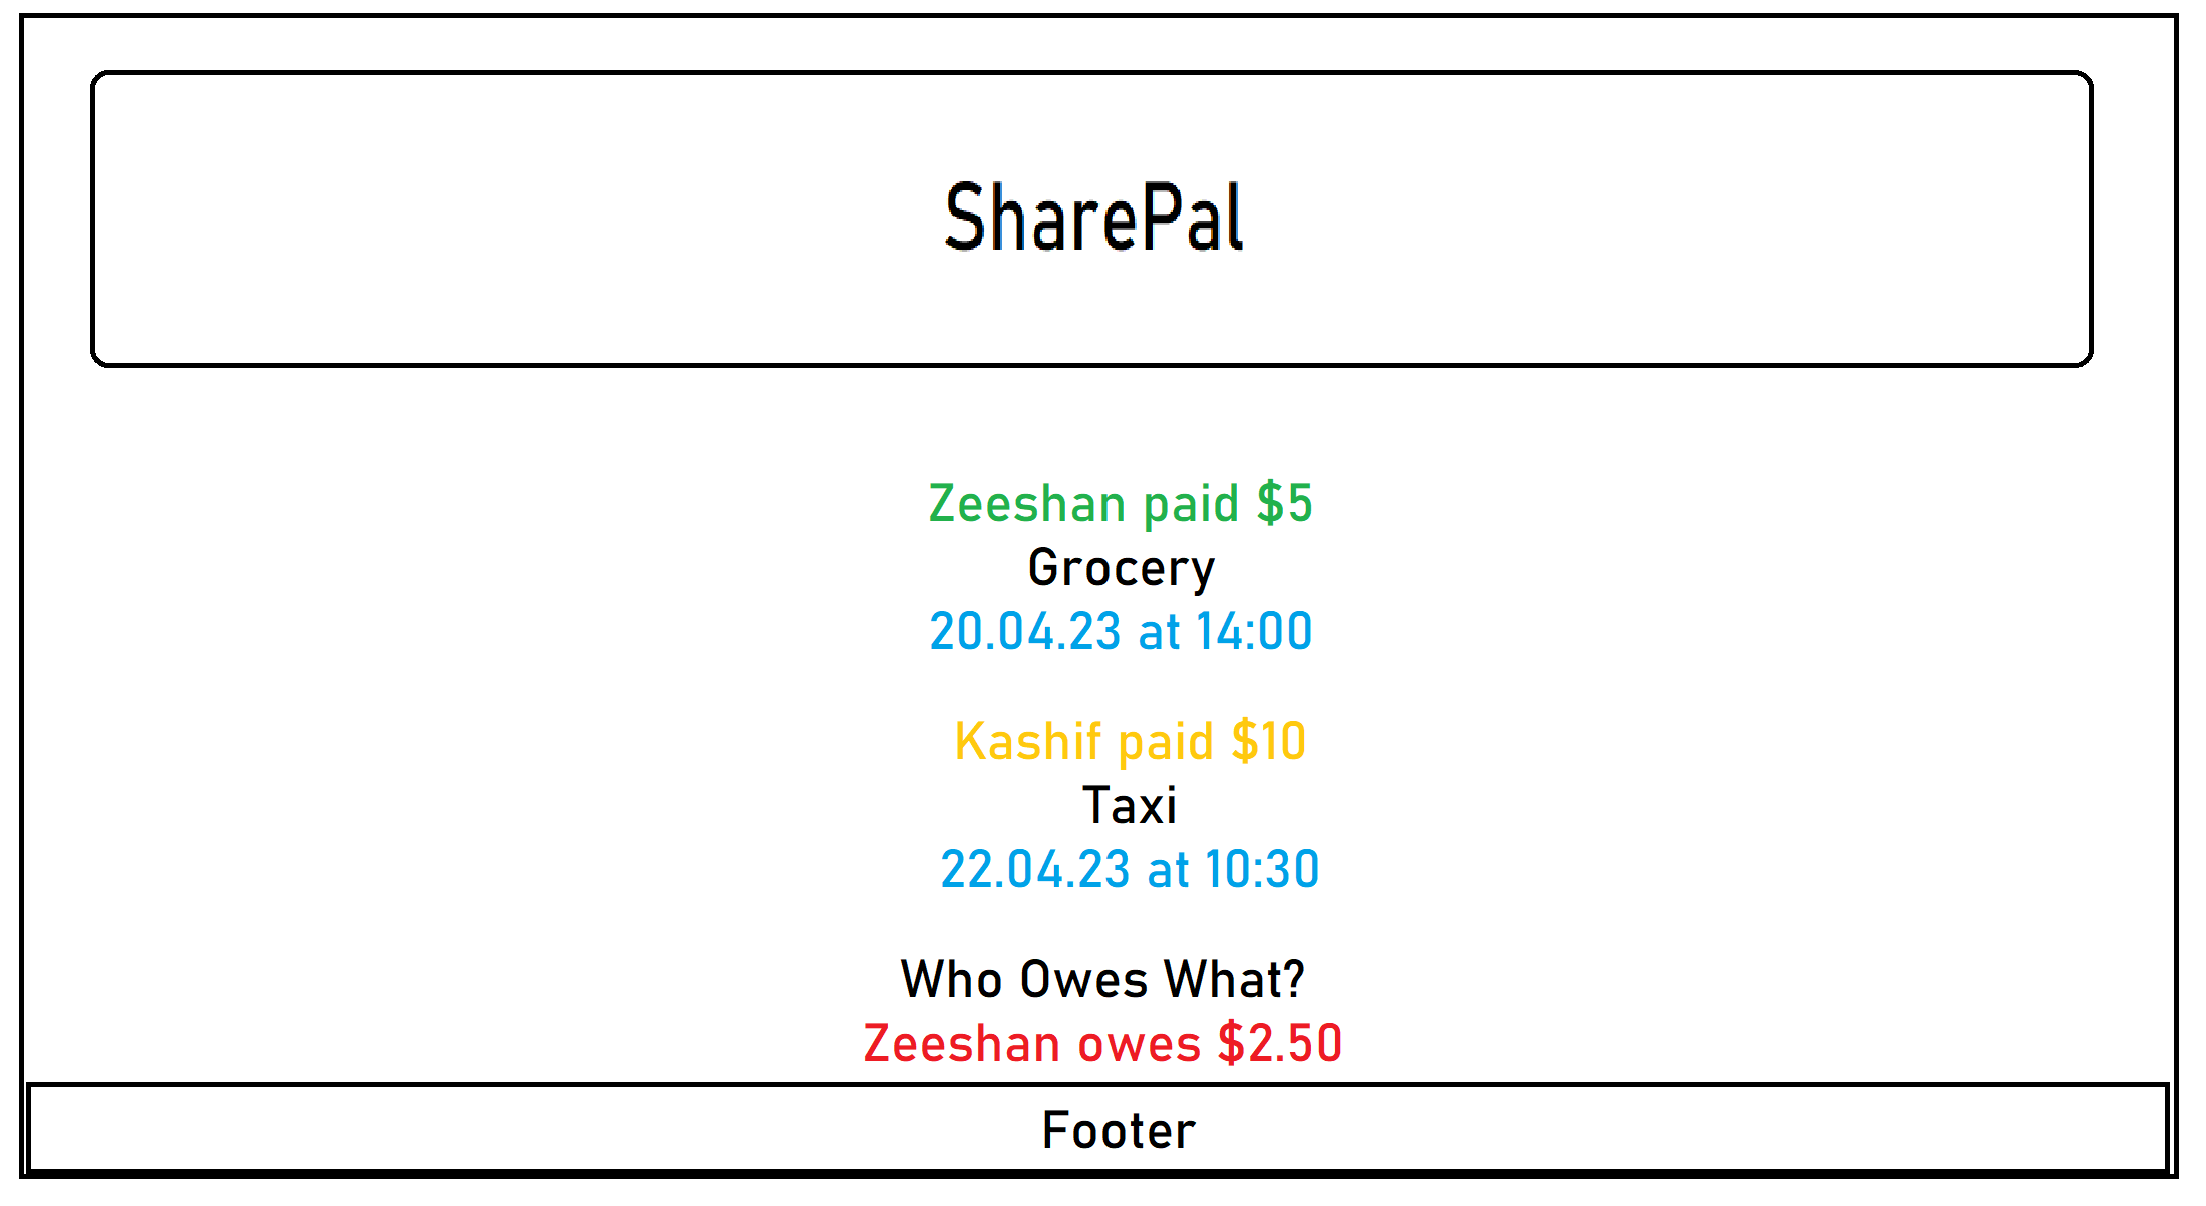 SharePal
Zeeshan paid $5
Grocery
20.04.23 at 14:00
Kashif paid $10
Taxi
22.04.23 at 10:30
Who Owes What?
Zeeshan owes $2.50
Footer